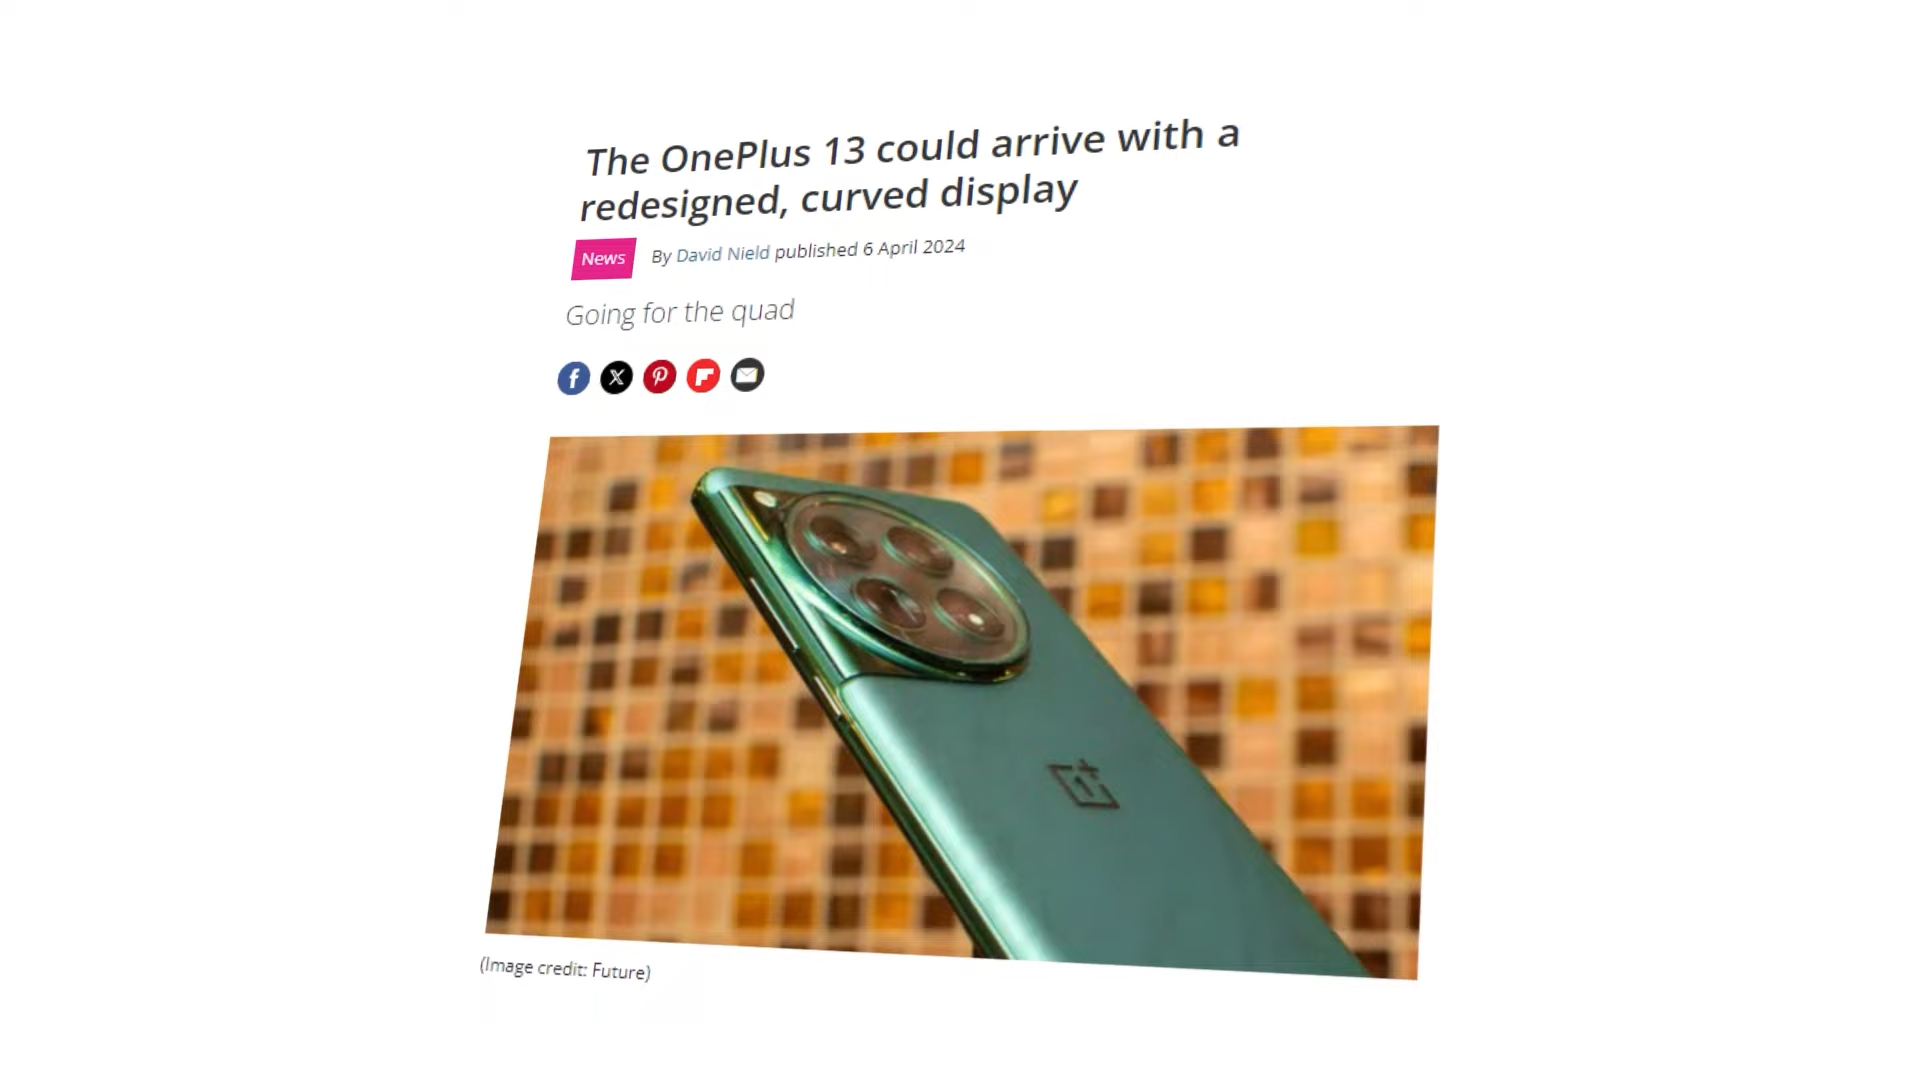 The OnePlus 13 could arrive with a
redesigned, curved display
News By David Nield published 6 April 2024
Going for the quad
(Image credit: Future)